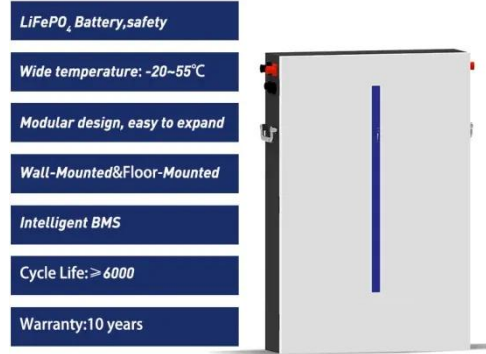 LiFePO₄ Battery,safety
Wide temperature: -20~55℃
Modular design, easy to expand
Wall-Mounted&Floor-Mounted
Intelligent BMS
Cycle Life:≥6000
Warranty:10 years